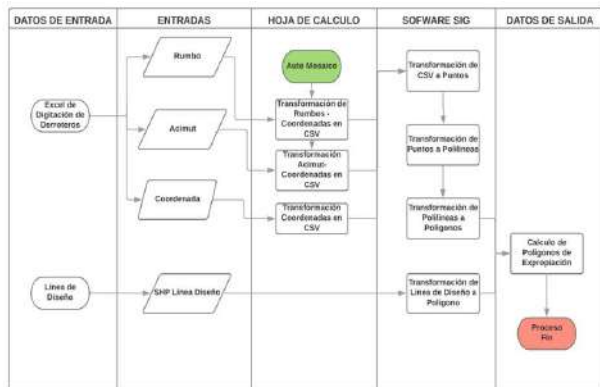 DATOS DE ENTRADA
ENTRADAS
HOJA DE CALCULO
SOFWARE SIG
DATOS DE SALIDA
Excel de
Digitación de
Derroteros
Línea de
Diseño
Rumbo
Acimut
Coordenada
SHP Línea Diseño
Auto Mosaico
Transformación de
Rumbos -
Coordenadas en
CSV
Transformación
Acimut-
Coordenadas en
CSV
Transformación
Coordenadas en
CSV
Transformación de
CSV a Puntos
Transformación de
Puntos a Polilíneas
Transformación de
Polilíneas a
Polígonos
Transformación de
Línea de Diseño a
Polígono
Calculo de
Polígonos de
Expropiación
Proceso
Fin